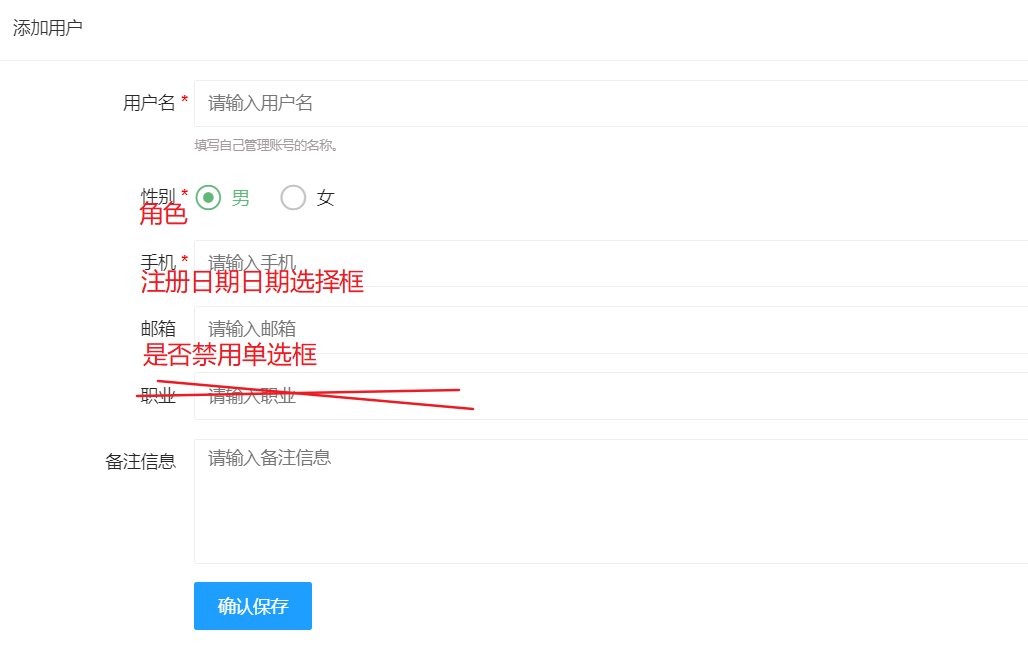 添加用户
用户名 * 请输入用户名
填写自己管理账号的名称。
性别 * 男 女
角色
手机 * 请输入手机
注册日期日期选择框
邮箱 请输入邮箱
是否禁用单选框
职业 请输入职业
备注信息 请输入备注信息
确认保存